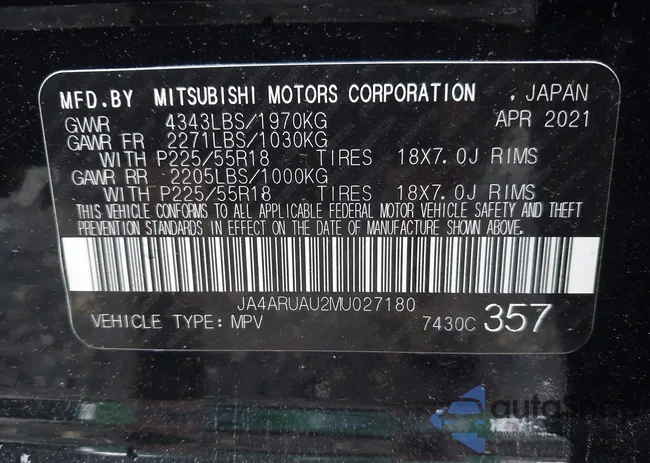 MFD.BY MITSUBISHI MOTORS CORPORATION . JAPAN
GVWR 4343LBS/1970KG APR 2021
GAWR FR 2271LBS/1030KG
WITH P225/55R18 TIRES 18X7.0J RIMS
GAWR RR 2205LBS/1000KG
WITH P225/55R18 TIRES 18X7.0J RIMS
THIS VEHICLE CONFORMS TO ALL APPLICABLE FEDERAL MOTOR VEHICLE SAFETY AND THEFT
PREVENTION STANDARDS IN EFFECT ON THE DATE OF MANUFACTURE SHOWN ABOVE.
JA4ARUAU2MU027180
VEHICLE TYPE: MPV 7430C 357